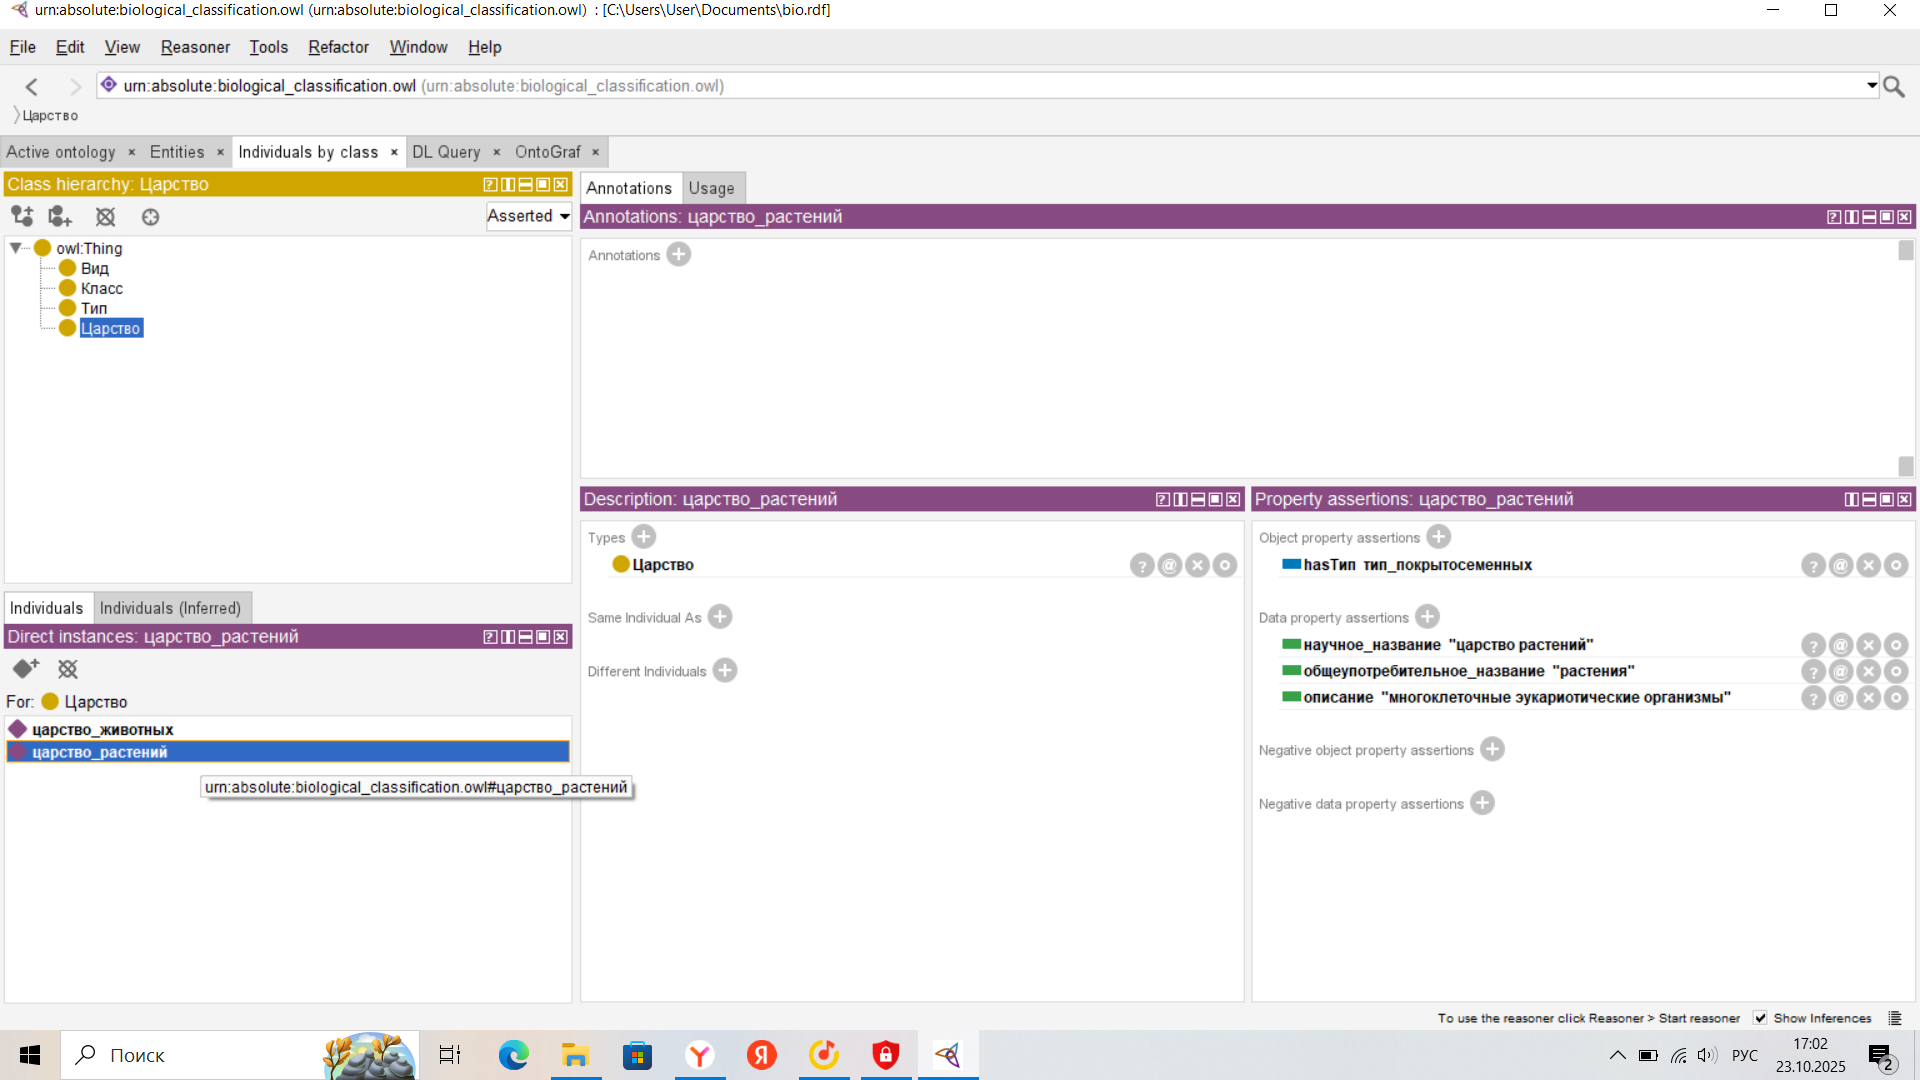 urn:absolute:biological_classification.owl (urn:absolute:biological_classification.owl) : [C:\Users\User\Documents\bio.rdf]
File Edit View Reasoner Tools Refactor Window Help
urn:absolute:biological_classification.owl (urn:absolute:biological_classification.owl)
Царство
Active ontology × Entities × Individuals by class × DL Query × OntoGraf ×
Class hierarchy: Царство
Asserted
owl:Thing
Вид
Класс
Тип
Царство
Annotations Usage
Annotations: царство_растений
Annotations
Individuals Individuals (Inferred)
Direct instances: царство_растений
For: Царство
царство_животных
царство_растений
urn:absolute:biological_classification.owl#царство_растений
Description: царство_растений
Types
Царство
Same Individual As
Different Individuals
Property assertions: царство_растений
Object property assertions
hasТип тип_покрытосеменных
Data property assertions
научное_название "царство растений"
общеупотребительное_название "растения"
описание "многоклеточные эукариотические организмы"
Negative object property assertions
Negative data property assertions
To use the reasoner click Reasoner > Start reasoner Show Inferences
Поиск
РУС
17:02
23.10.2025
2